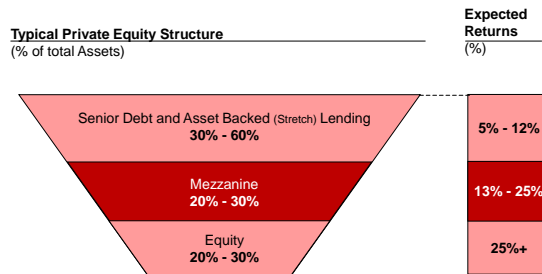 Typical Private Equity Structure
(% of total Assets)
Expected
Returns
(%)
Senior Debt and Asset Backed (Stretch) Lending
30% - 60%
5% - 12%
Mezzanine
20% - 30%
13% - 25%
Equity
20% - 30%
25%+